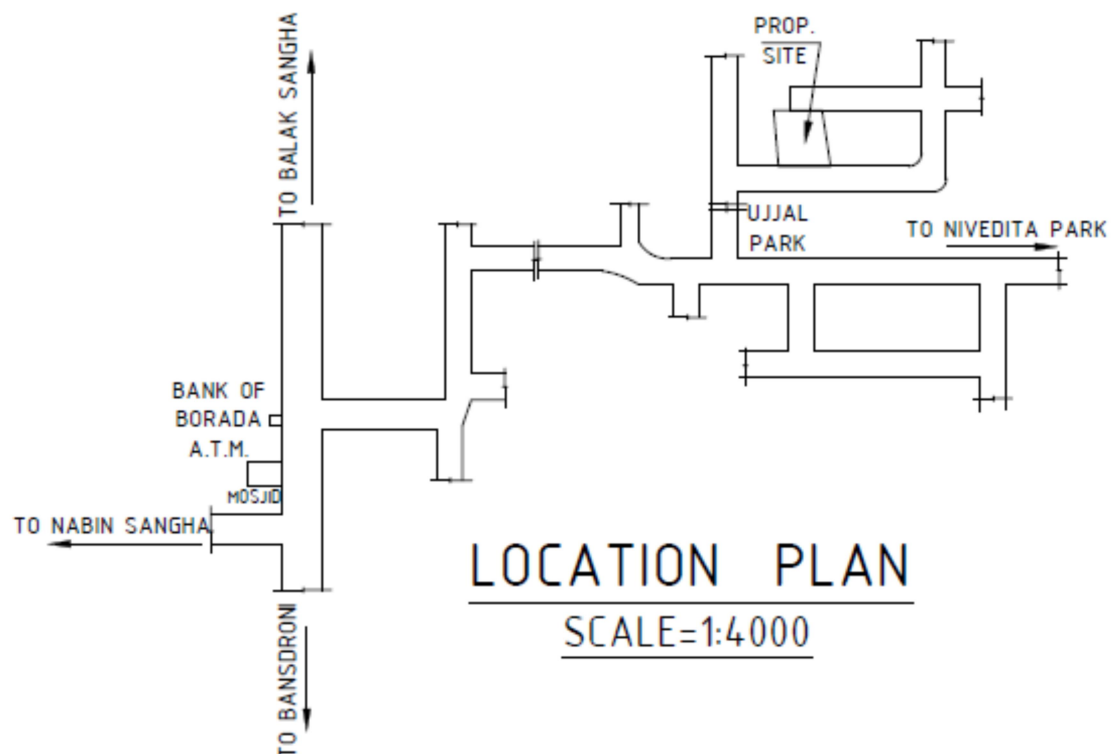 TO BALAK SANGHA
PROP.
SITE
UJJAL
PARK
TO NIVEDITA PARK
BANK OF
BORADA
A.T.M.
MOSJID
TO NABIN SANGHA
TO BANSDRONI
LOCATION PLAN
SCALE=1:4000